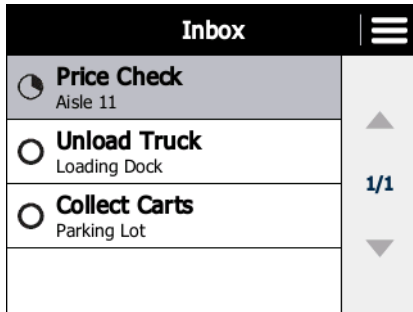 Inbox
Price Check
Aisle 11
Unload Truck
Loading Dock
1/1
Collect Carts
Parking Lot